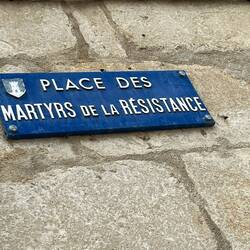 PLACE DES
MARTYRS DE LA RÉSISTANCE